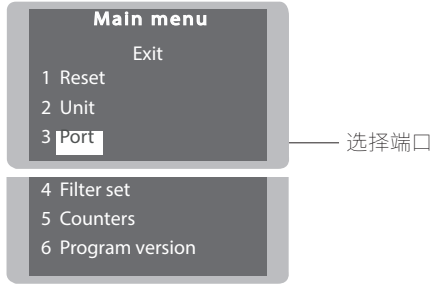 Main menu
Exit
1 Reset
2 Unit
3 Port
选择端口
4 Filter set
5 Counters
6 Program version